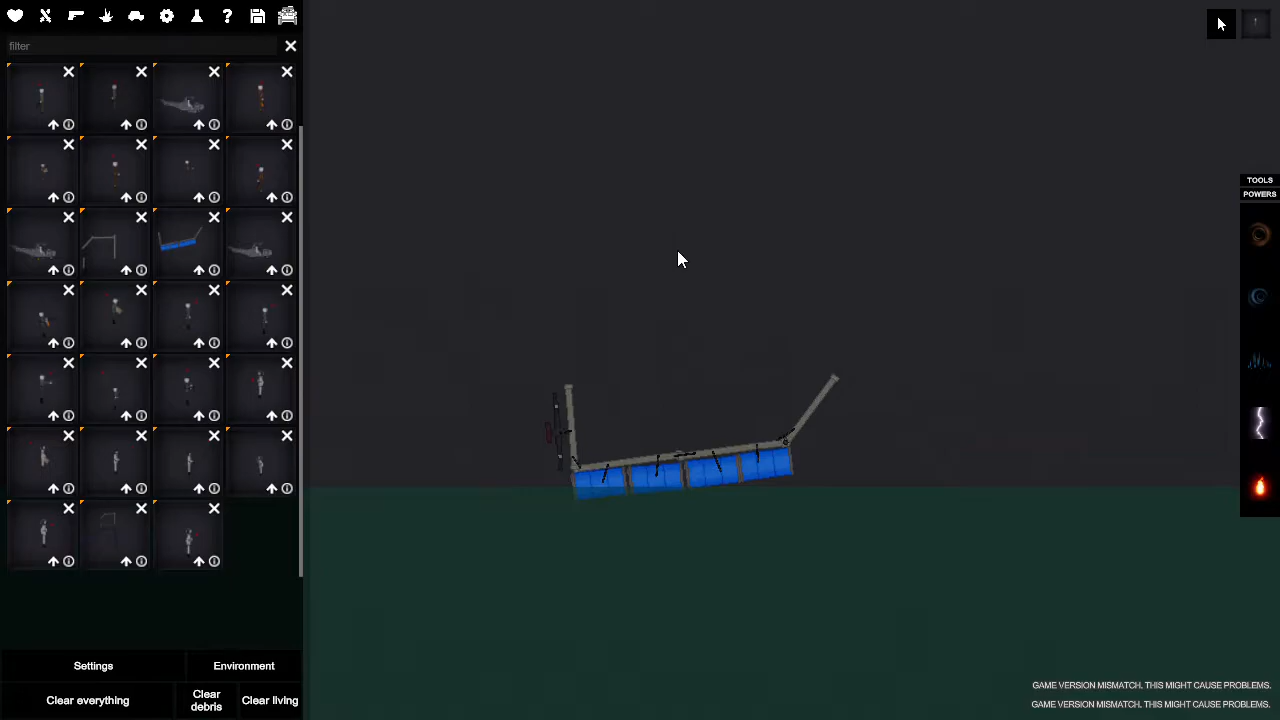 filter
TOOLS
POWERS
Settings
Environment
Clear everything
Clear
debris
Clear living
GAME VERSION MISMATCH. THIS MIGHT CAUSE PROBLEMS.
GAME VERSION MISMATCH. THIS MIGHT CAUSE PROBLEMS.